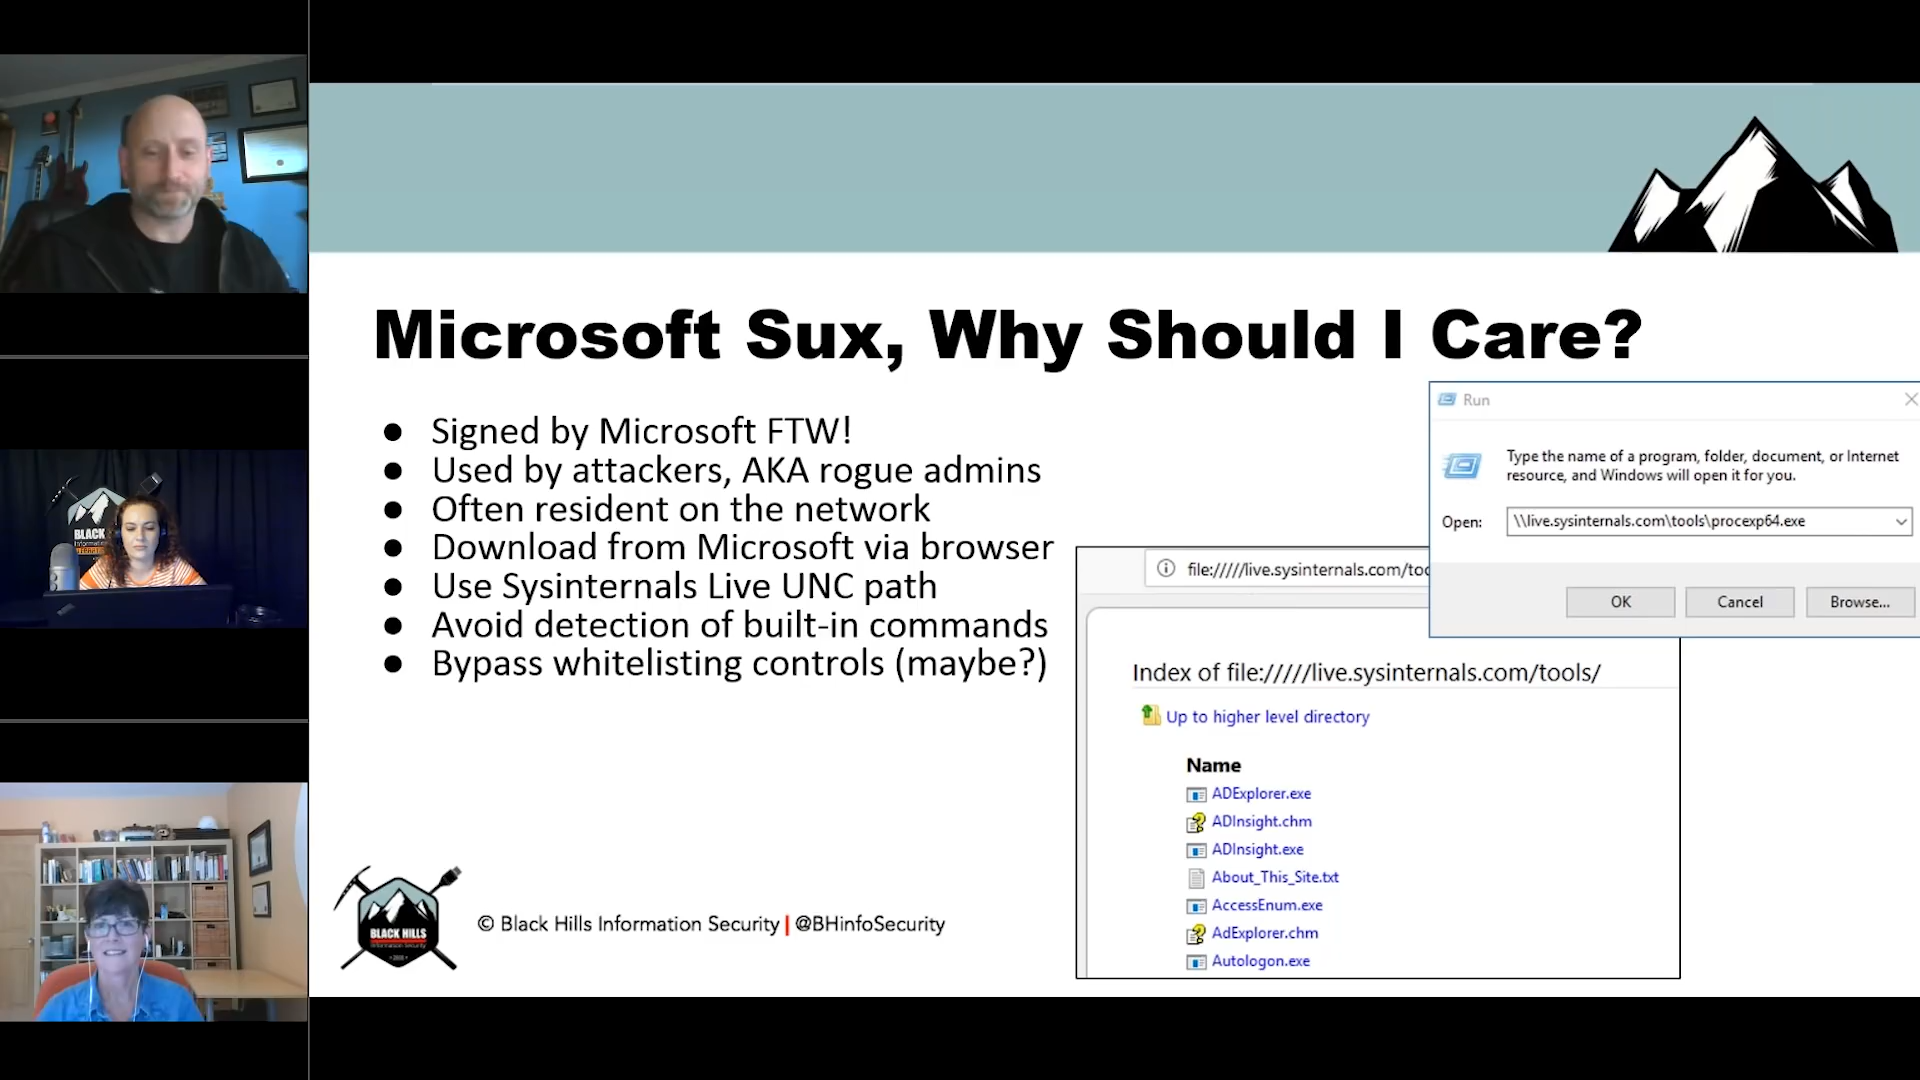 Microsoft Sux, Why Should I Care?
● Signed by Microsoft FTW!
● Used by attackers, AKA rogue admins
● Often resident on the network
● Download from Microsoft via browser
● Use Sysinternals Live UNC path
● Avoid detection of built-in commands
● Bypass whitelisting controls (maybe?)
Run
Type the name of a program, folder, document, or Internet
resource, and Windows will open it for you.
Open: \\live.sysinternals.com\tools\procexp64.exe
OK Cancel Browse...
file://///live.sysinternals.com/too
Index of file://///live.sysinternals.com/tools/
Up to higher level directory
Name
ADExplorer.exe
ADInsight.chm
ADInsight.exe
About_This_Site.txt
AccessEnum.exe
AdExplorer.chm
Autologon.exe
BLACK HILLS
Information Security
© Black Hills Information Security | @BHinfoSecurity
BLACK